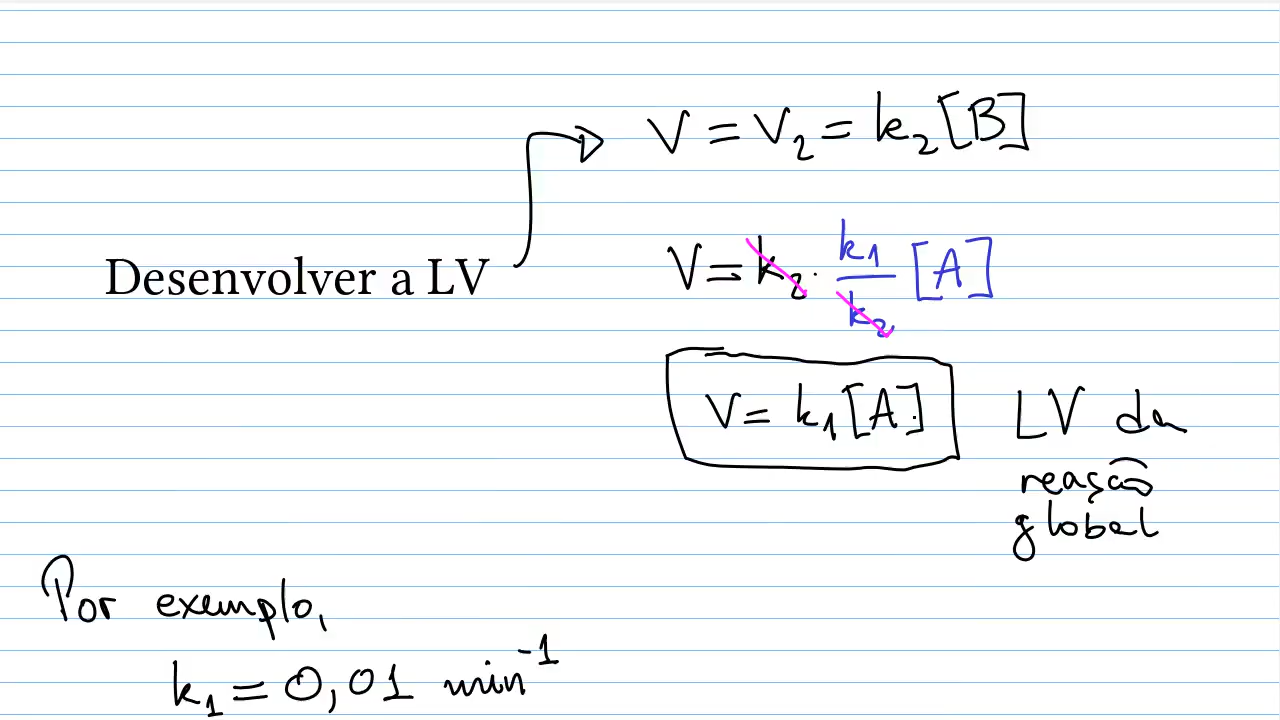 V = V₂ = k₂[B]
Desenvolver a LV
V = k₂ · k₁/k₂ [A]
V = k₁[A] LV da
reação
global
Por exemplo,
k₁ = 0,01 min⁻¹